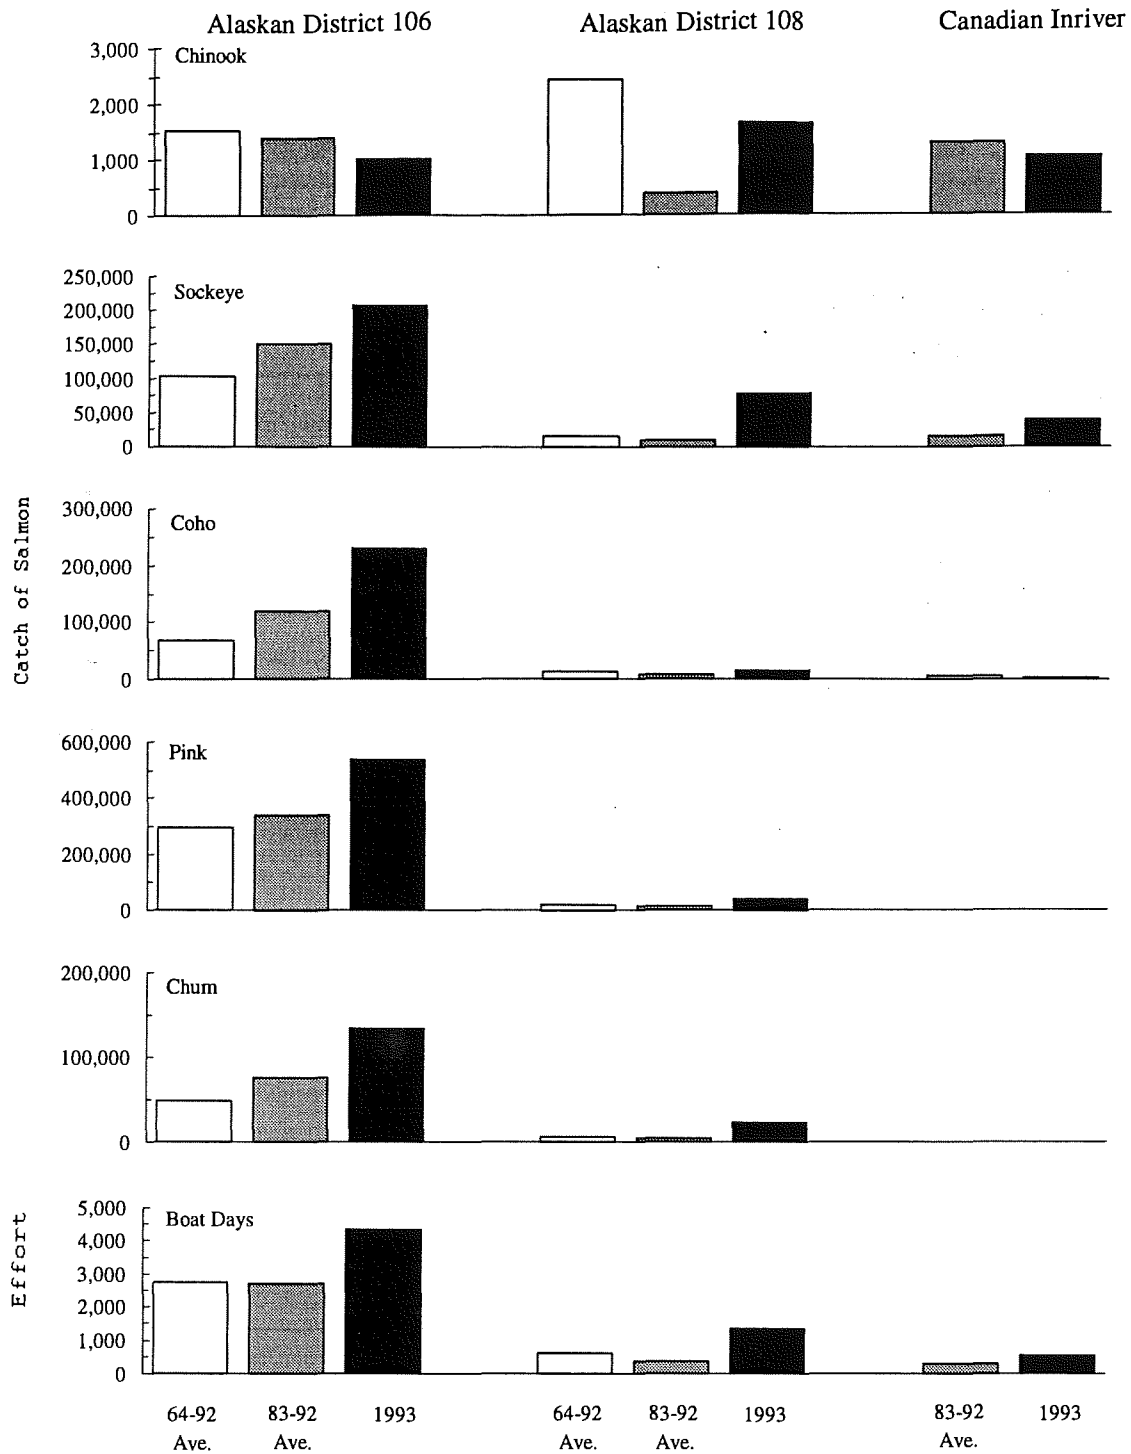 Alaskan District 106 Alaskan District 108 Canadian Inriver
Chinook
3,000
2,000
1,000
0
Sockeye
250,000
200,000
150,000
100,000
50,000
0
Coho
300,000
200,000
100,000
0
Catch of Salmon
Pink
600,000
400,000
200,000
0
Chum
200,000
100,000
0
Boat Days
5,000
4,000
3,000
2,000
1,000
0
Effort
64-92 83-92 1993 64-92 83-92 1993 83-92 1993
Ave. Ave. Ave. Ave. Ave.